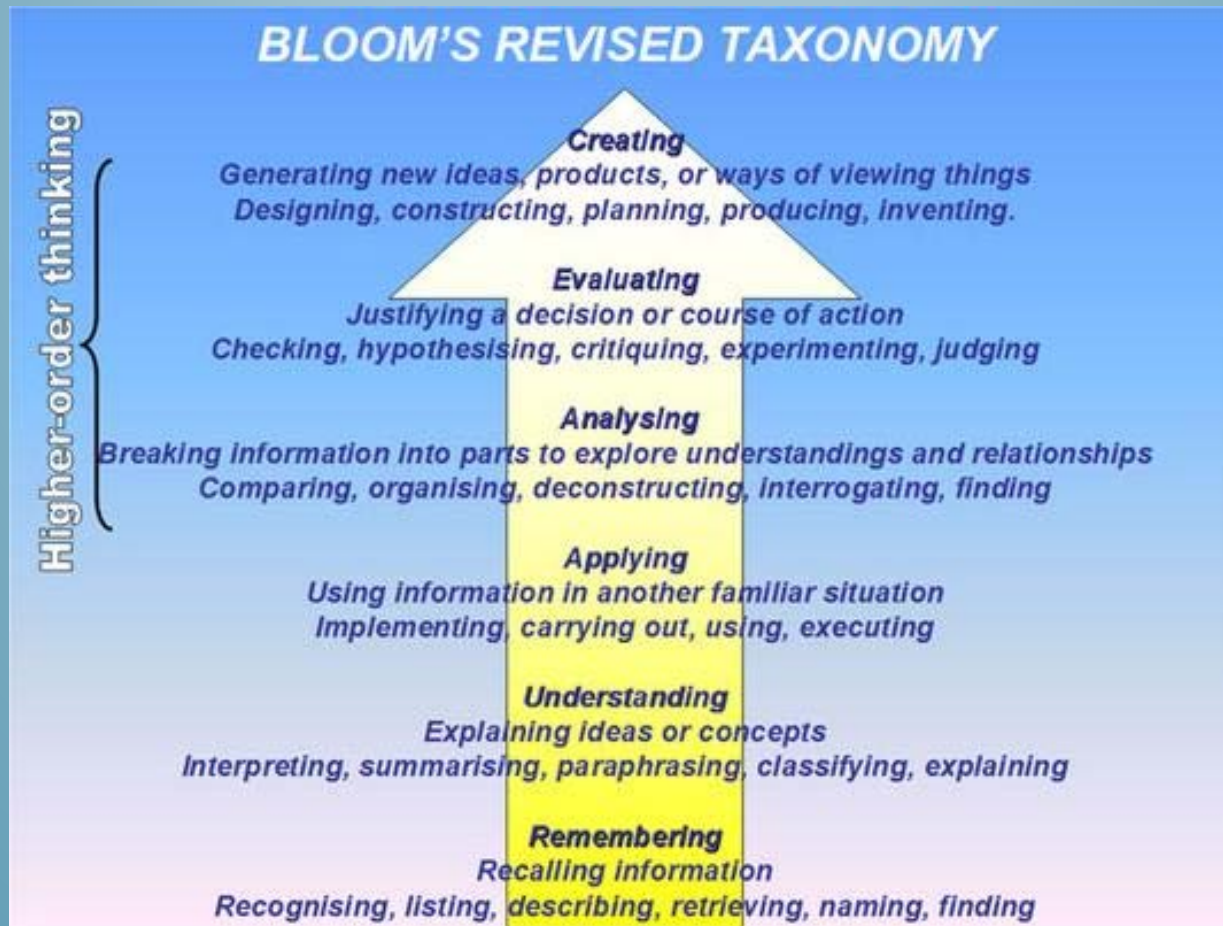 BLOOM'S REVISED TAXONOMY
Higher-order thinking
Creating
Generating new ideas, products, or ways of viewing things
Designing, constructing, planning, producing, inventing.
Evaluating
Justifying a decision or course of action
Checking, hypothesising, critiquing, experimenting, judging
Analysing
Breaking information into parts to explore understandings and relationships
Comparing, organising, deconstructing, interrogating, finding
Applying
Using information in another familiar situation
Implementing, carrying out, using, executing
Understanding
Explaining ideas or concepts
Interpreting, summarising, paraphrasing, classifying, explaining
Remembering
Recalling information
Recognising, listing, describing, retrieving, naming, finding